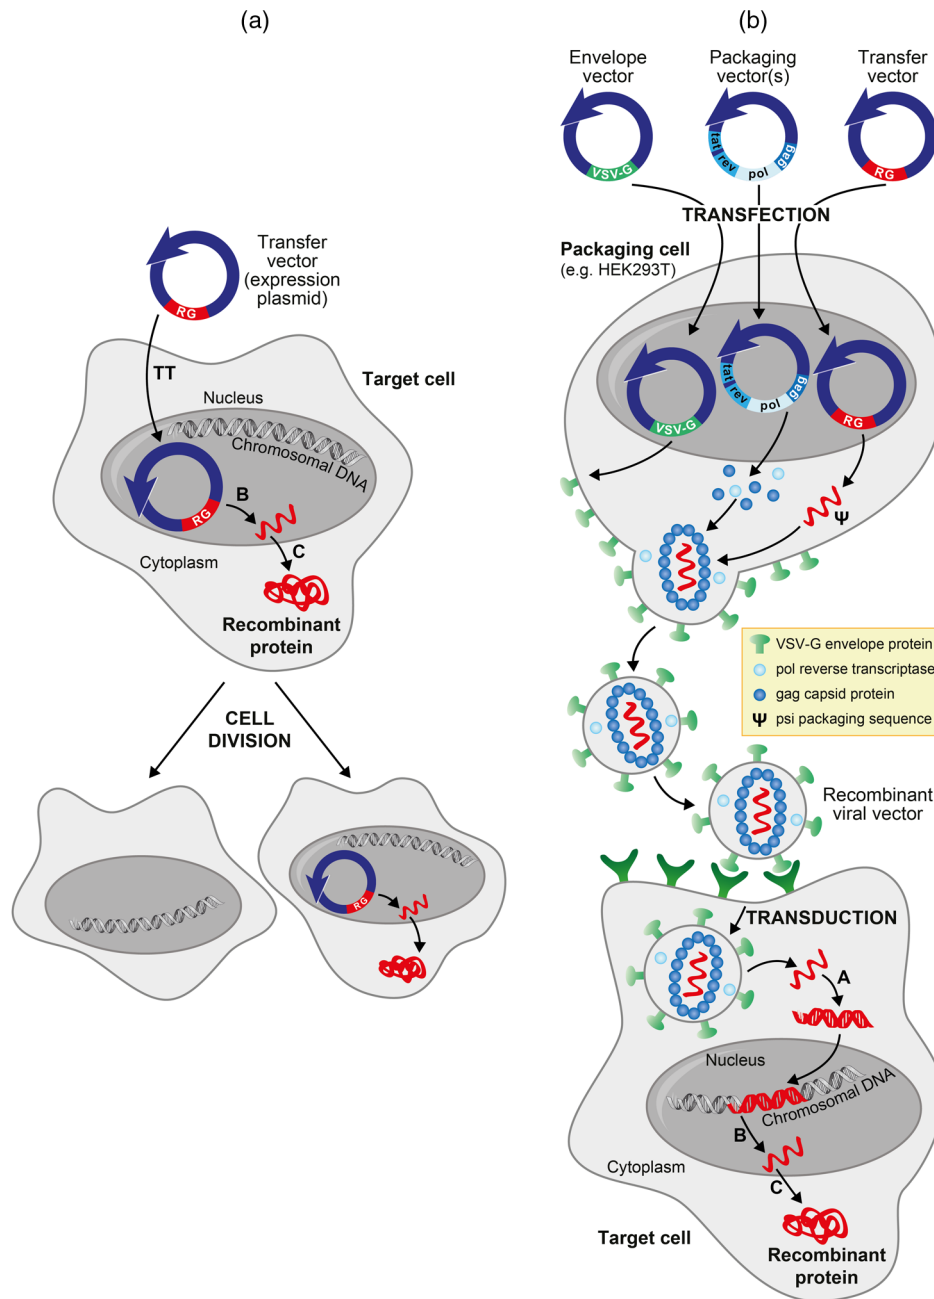 (a)
Transfer
vector
(expression
plasmid)
RG
TT
Target cell
Nucleus
Chromosomal DNA
RG
B
C
Cytoplasm
Recombinant
protein
CELL
DIVISION
RG
(b)
Envelope
vector
Packaging
vector(s)
Transfer
vector
VSV-G
tat
rev
pol
gag
RG
TRANSFECTION
Packaging cell
(e.g. HEK293T)
VSV-G
tat
rev
pol
gag
RG
Ψ
VSV-G envelope protein
pol reverse transcriptase
gag capsid protein
Ψ psi packaging sequence
Recombinant
viral vector
TRANSDUCTION
A
Nucleus
Chromosomal DNA
B
Cytoplasm
C
Target cell
Recombinant
protein